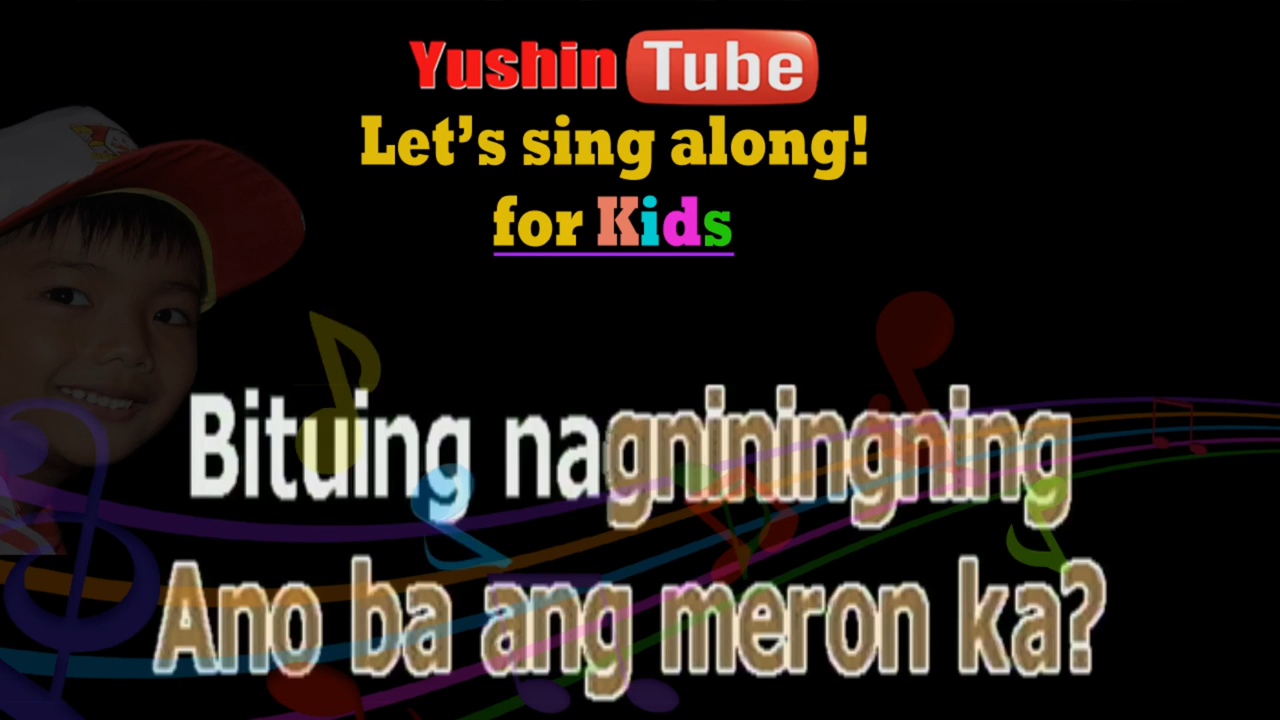 Yushin Tube
Let's sing along!
for Kids
Bituing nagniningning
Ano ba ang meron ka?